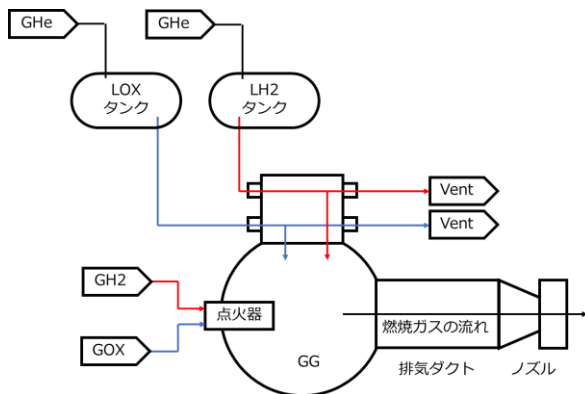 GHe
GHe
LOX
タンク
LH2
タンク
Vent
Vent
GH2
点火器
GOX
燃焼ガスの流れ
GG
排気ダクト
ノズル